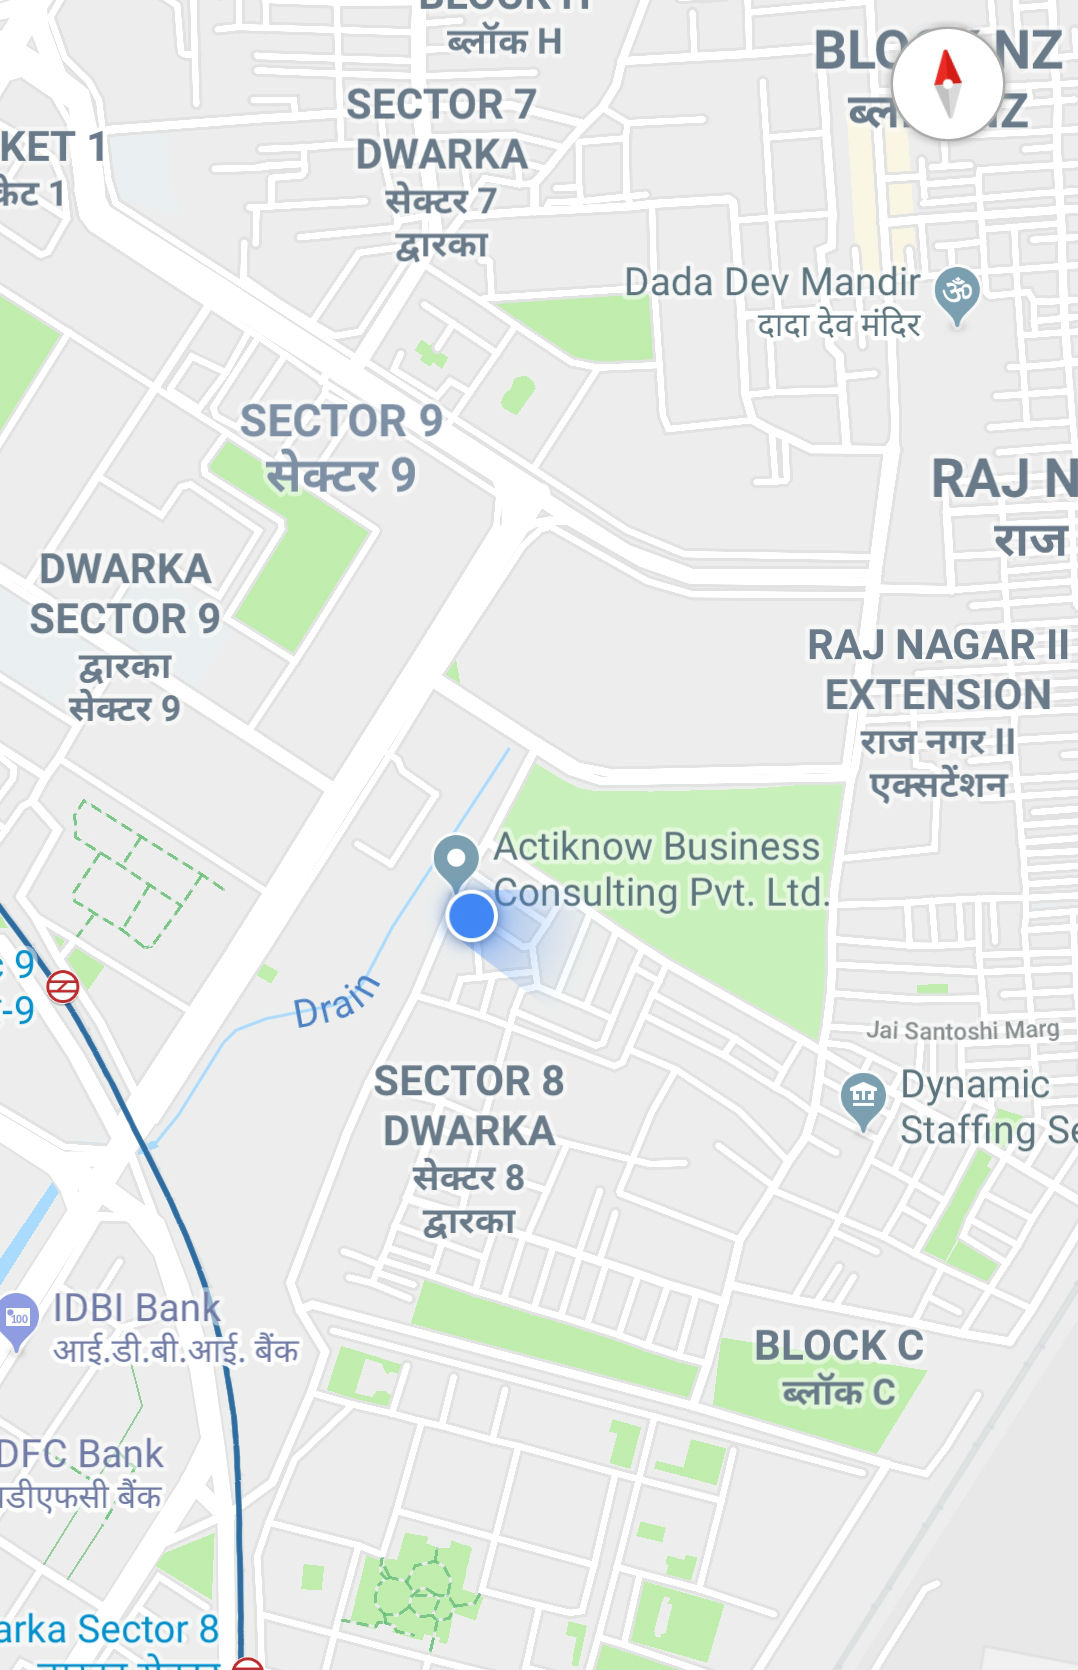 ब्लॉक H
SECTOR 7
DWARKA
सेक्टर 7
द्वारका
NZ
KET 1
Dada Dev Mandir
दादा देव मंदिर
SECTOR 9
सेक्टर 9
RAJ N
राज
DWARKA
SECTOR 9
द्वारका
सेक्टर 9
RAJ NAGAR II
EXTENSION
राज नगर II
एक्सटेंशन
Actiknow Business
Consulting Pvt. Ltd.
9
-9
Drain
Jai Santoshi Marg
SECTOR 8
DWARKA
सेक्टर 8
द्वारका
Dynamic
Staffing Se
IDBI Bank
आई.डी.बी.आई. बैंक
BLOCK C
ब्लॉक C
DFC Bank
डीएफसी बैंक
arka Sector 8